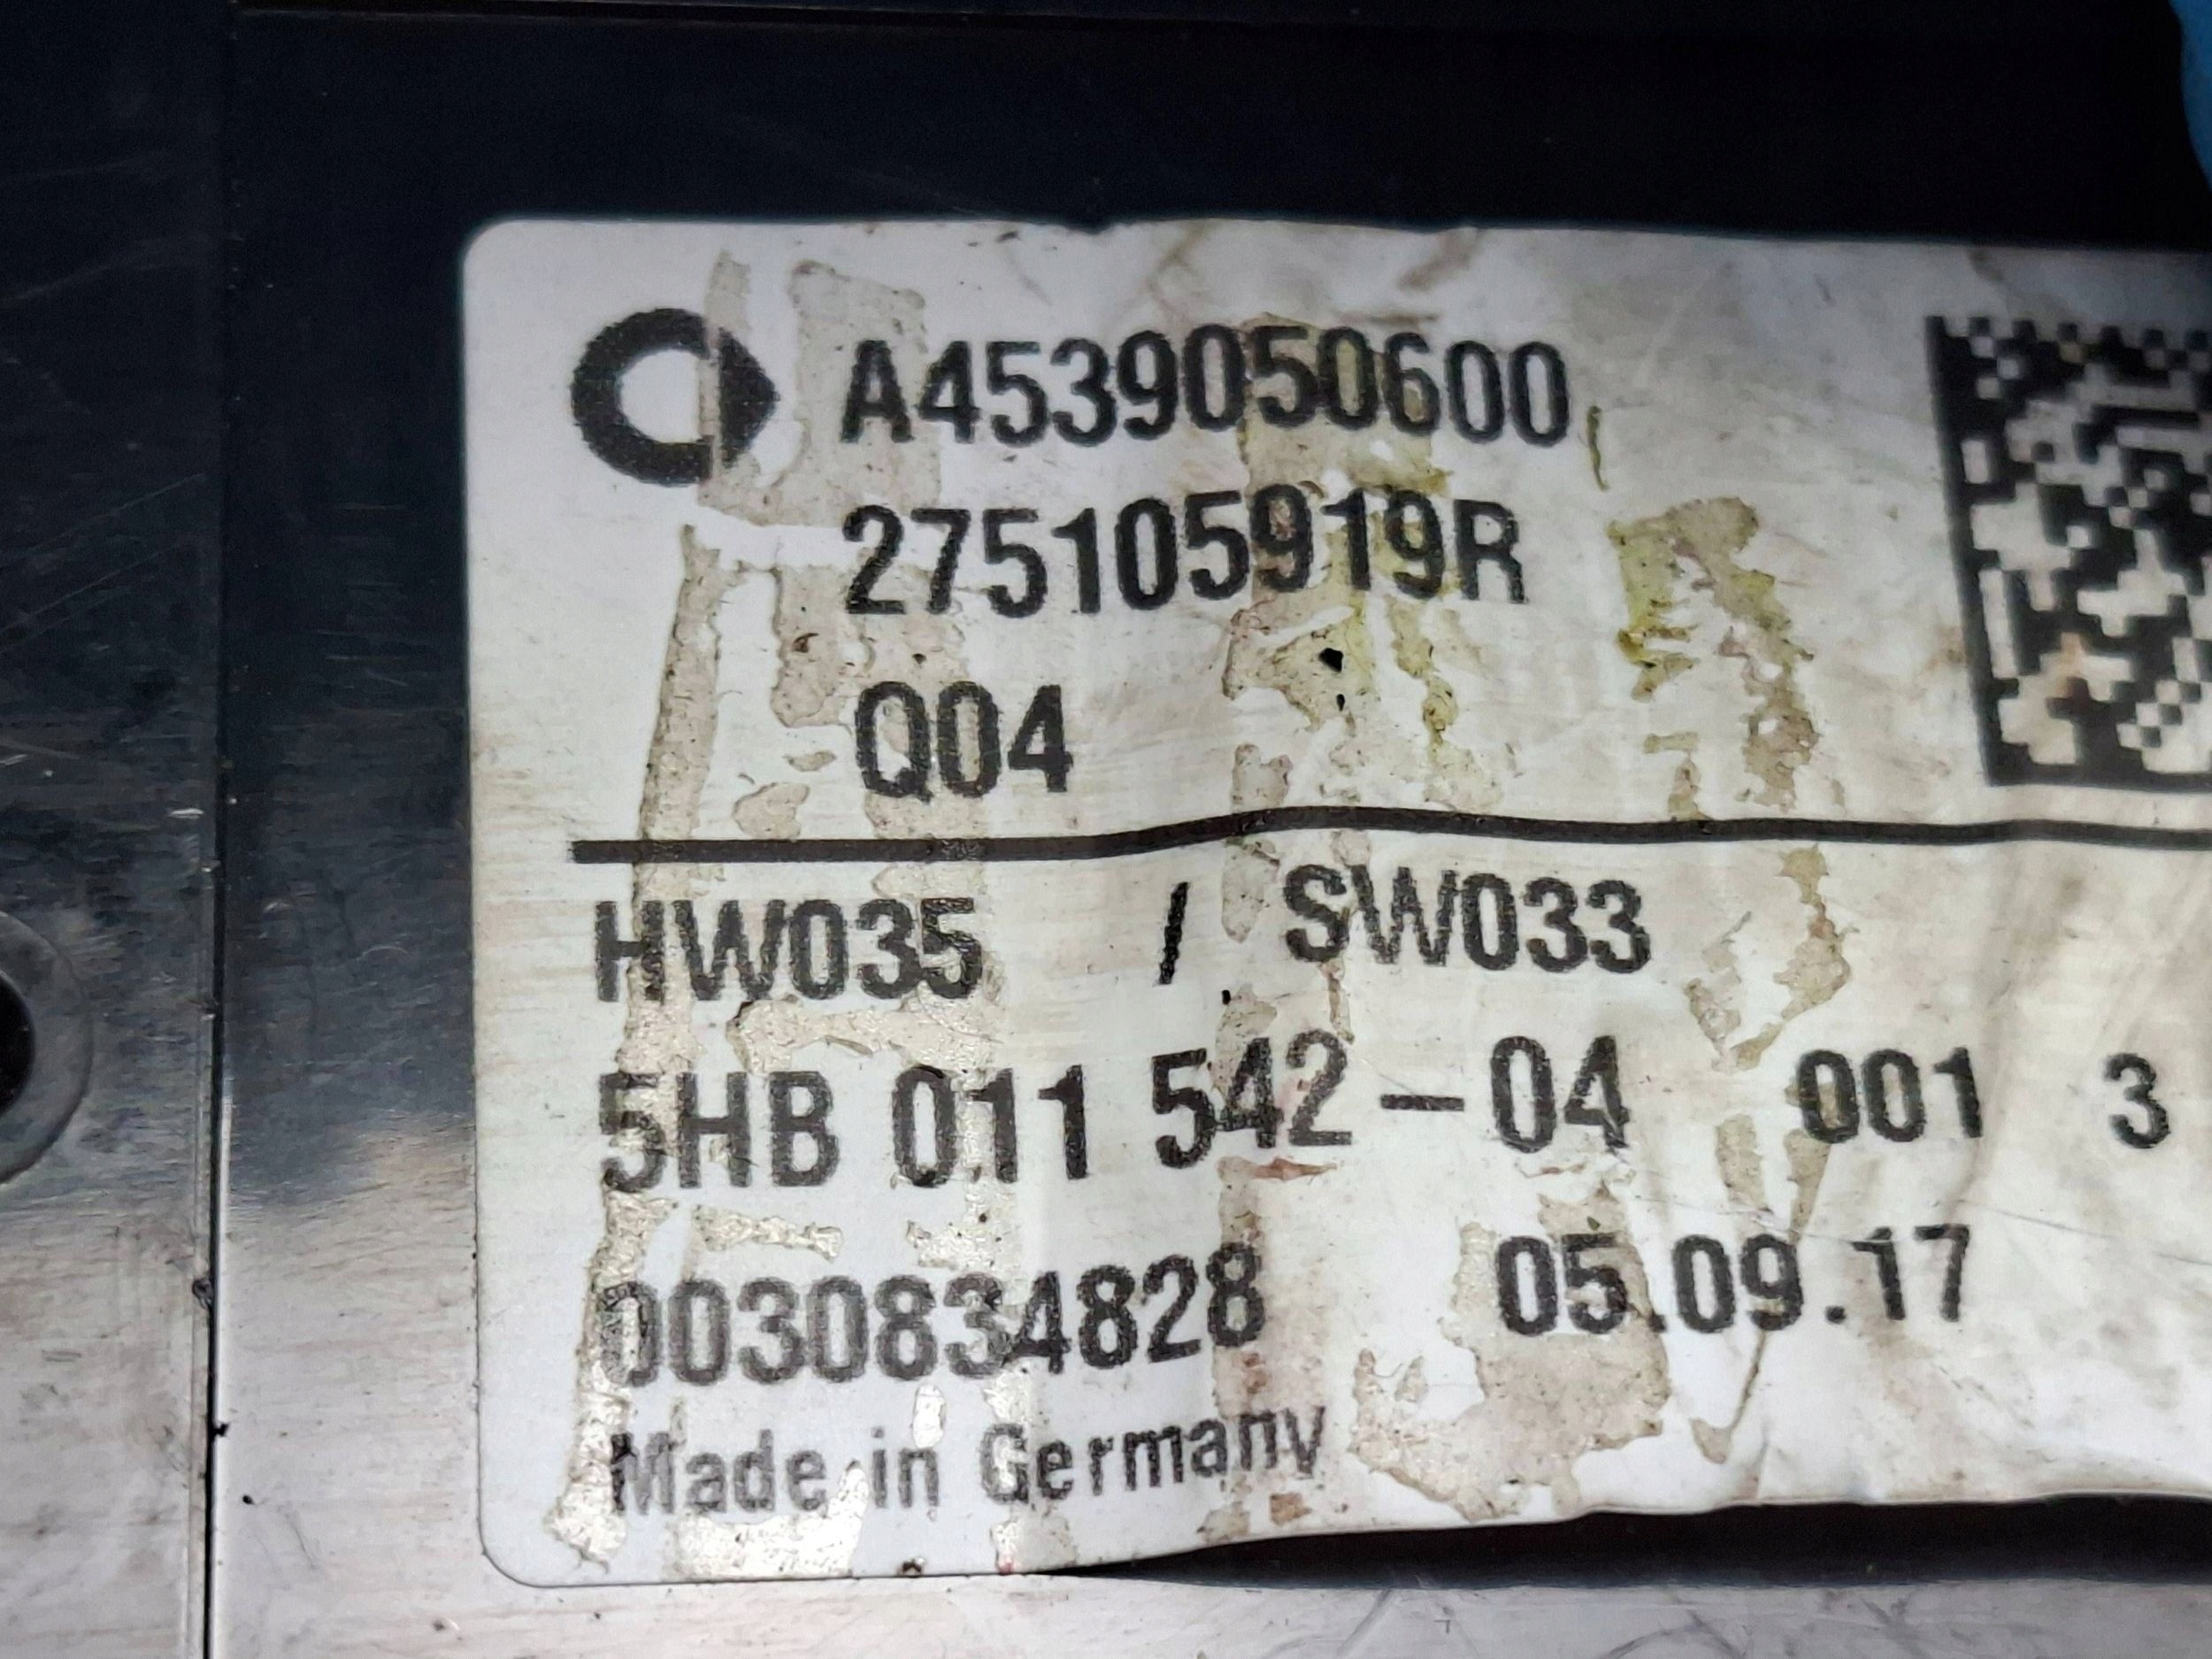 A4539050600
275105919R
Q04
HW035 / SW033
5HB 011 542-04 001 3
0030834828 05.09.17
Made in Germany